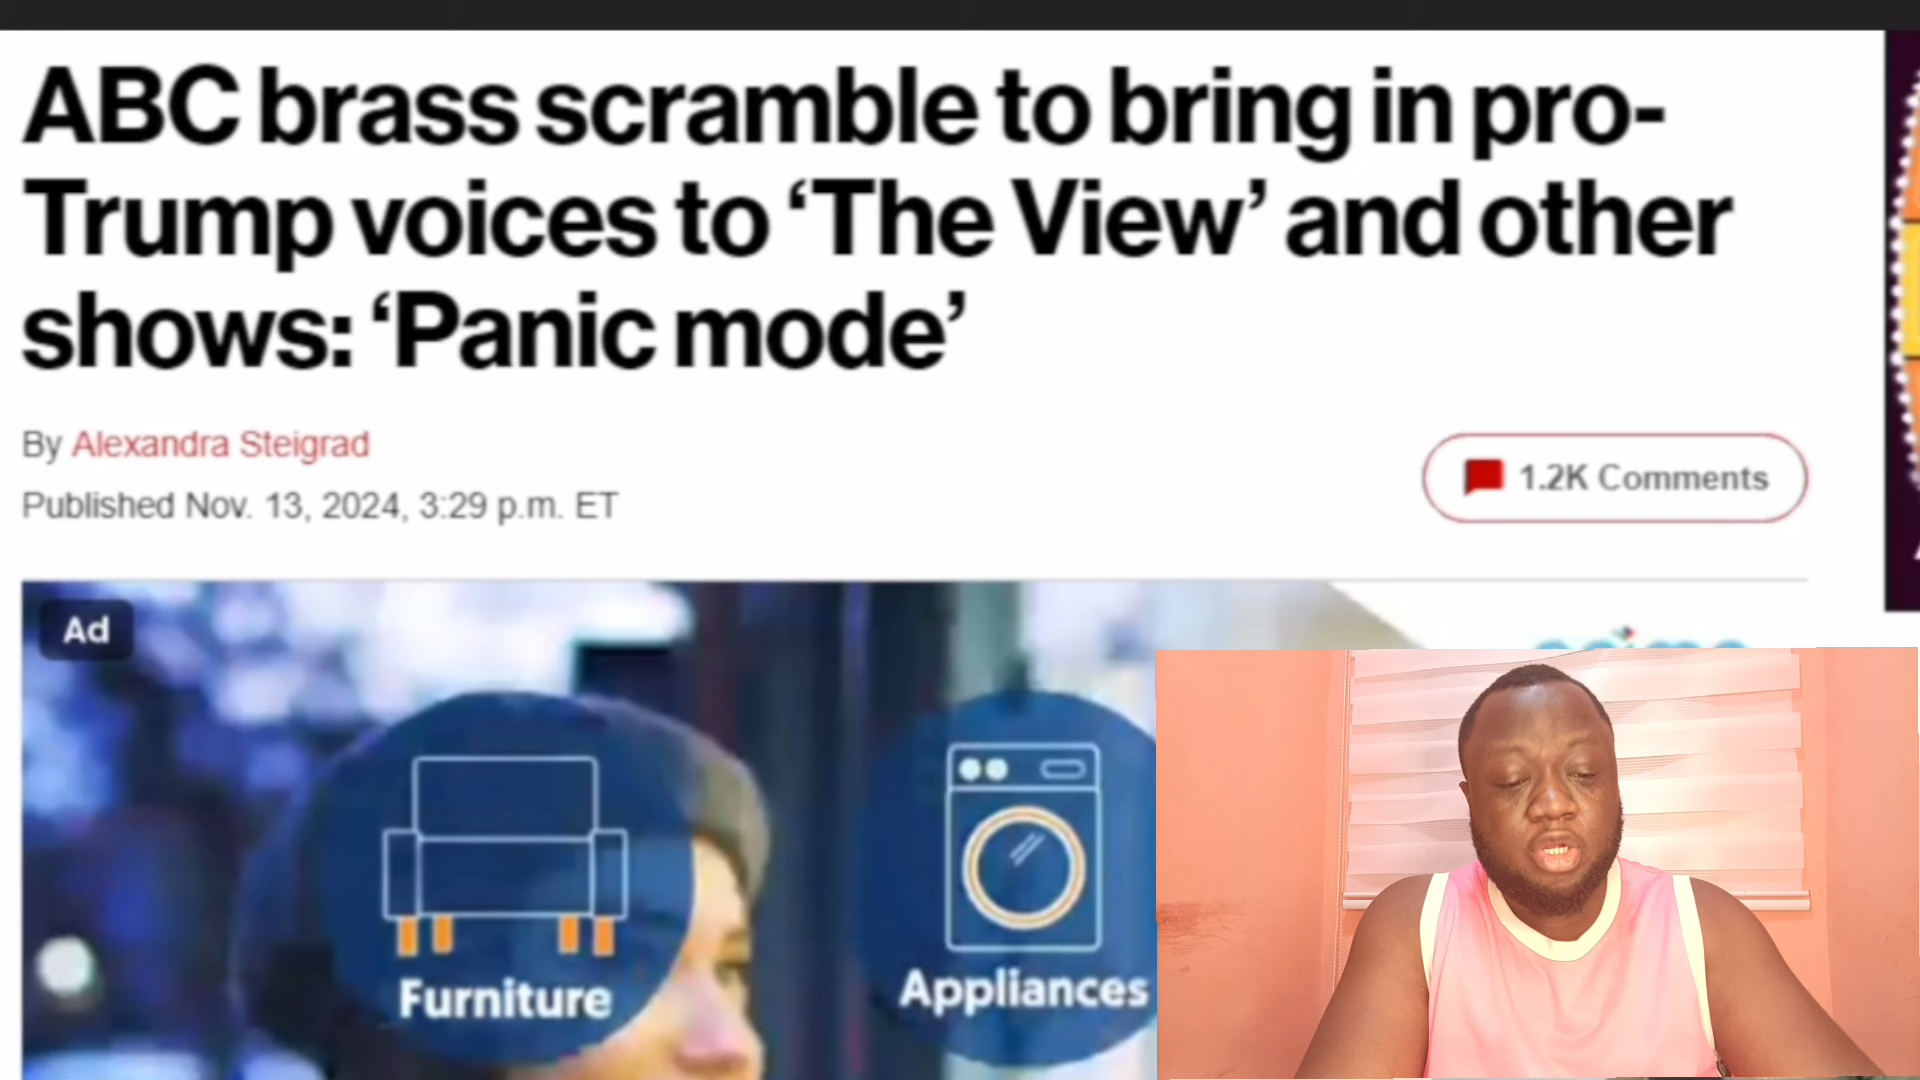 ABC brass scramble to bring in pro-
Trump voices to ‘The View’ and other
shows: ‘Panic mode’
By Alexandra Steigrad
Published Nov. 13, 2024, 3:29 p.m. ET
1.2K Comments
Ad
Furniture
Appliances